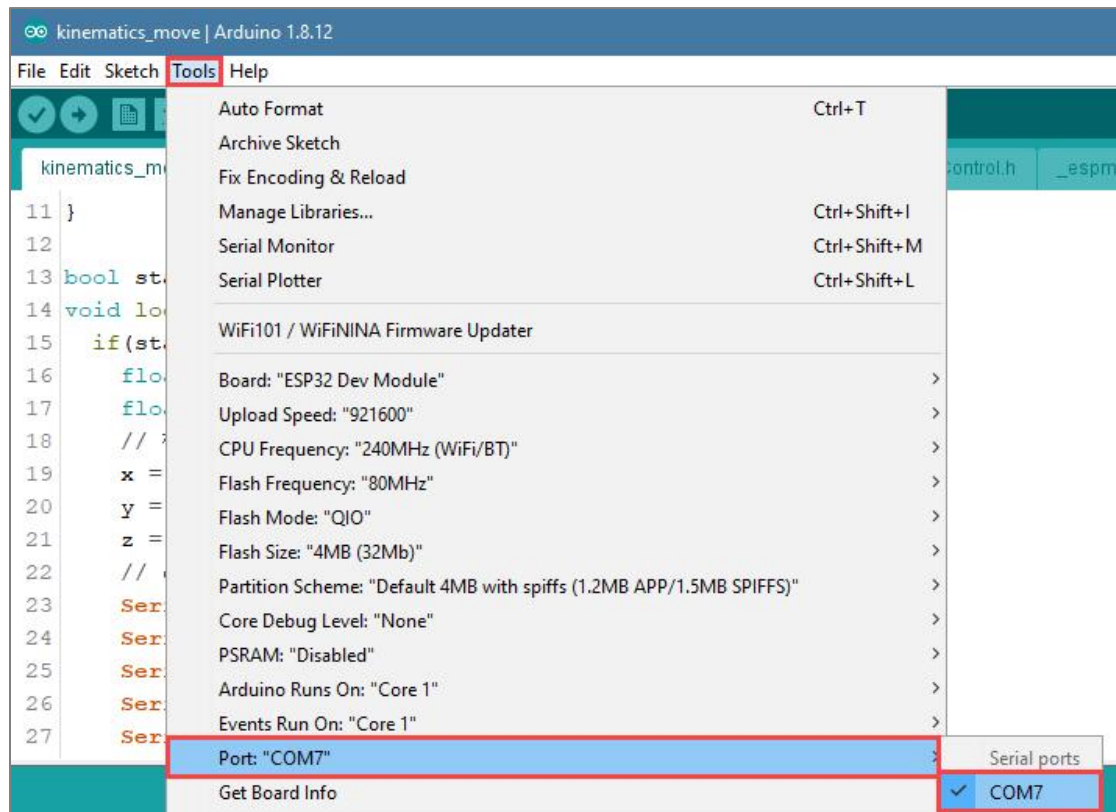 kinematics_move | Arduino 1.8.12
File Edit Sketch Tools Help
Auto Format Ctrl+T
Archive Sketch
kinematics_m Control.h _espm
Fix Encoding & Reload
11 }
Manage Libraries... Ctrl+Shift+I
12
Serial Monitor Ctrl+Shift+M
13 bool sta
Serial Plotter Ctrl+Shift+L
14 void loo
WiFi101 / WiFiNINA Firmware Updater
15 if(sta
16 floa
Board: "ESP32 Dev Module"
17 floa
Upload Speed: "921600"
18 //
CPU Frequency: "240MHz (WiFi/BT)"
19 x =
Flash Frequency: "80MHz"
20 y =
Flash Mode: "QIO"
21 z =
Flash Size: "4MB (32Mb)"
22 //
Partition Scheme: "Default 4MB with spiffs (1.2MB APP/1.5MB SPIFFS)"
23 Ser
Core Debug Level: "None"
24 Ser
PSRAM: "Disabled"
25 Ser
Arduino Runs On: "Core 1"
26 Ser
Events Run On: "Core 1"
27 Ser
Port: "COM7" Serial ports
Get Board Info COM7